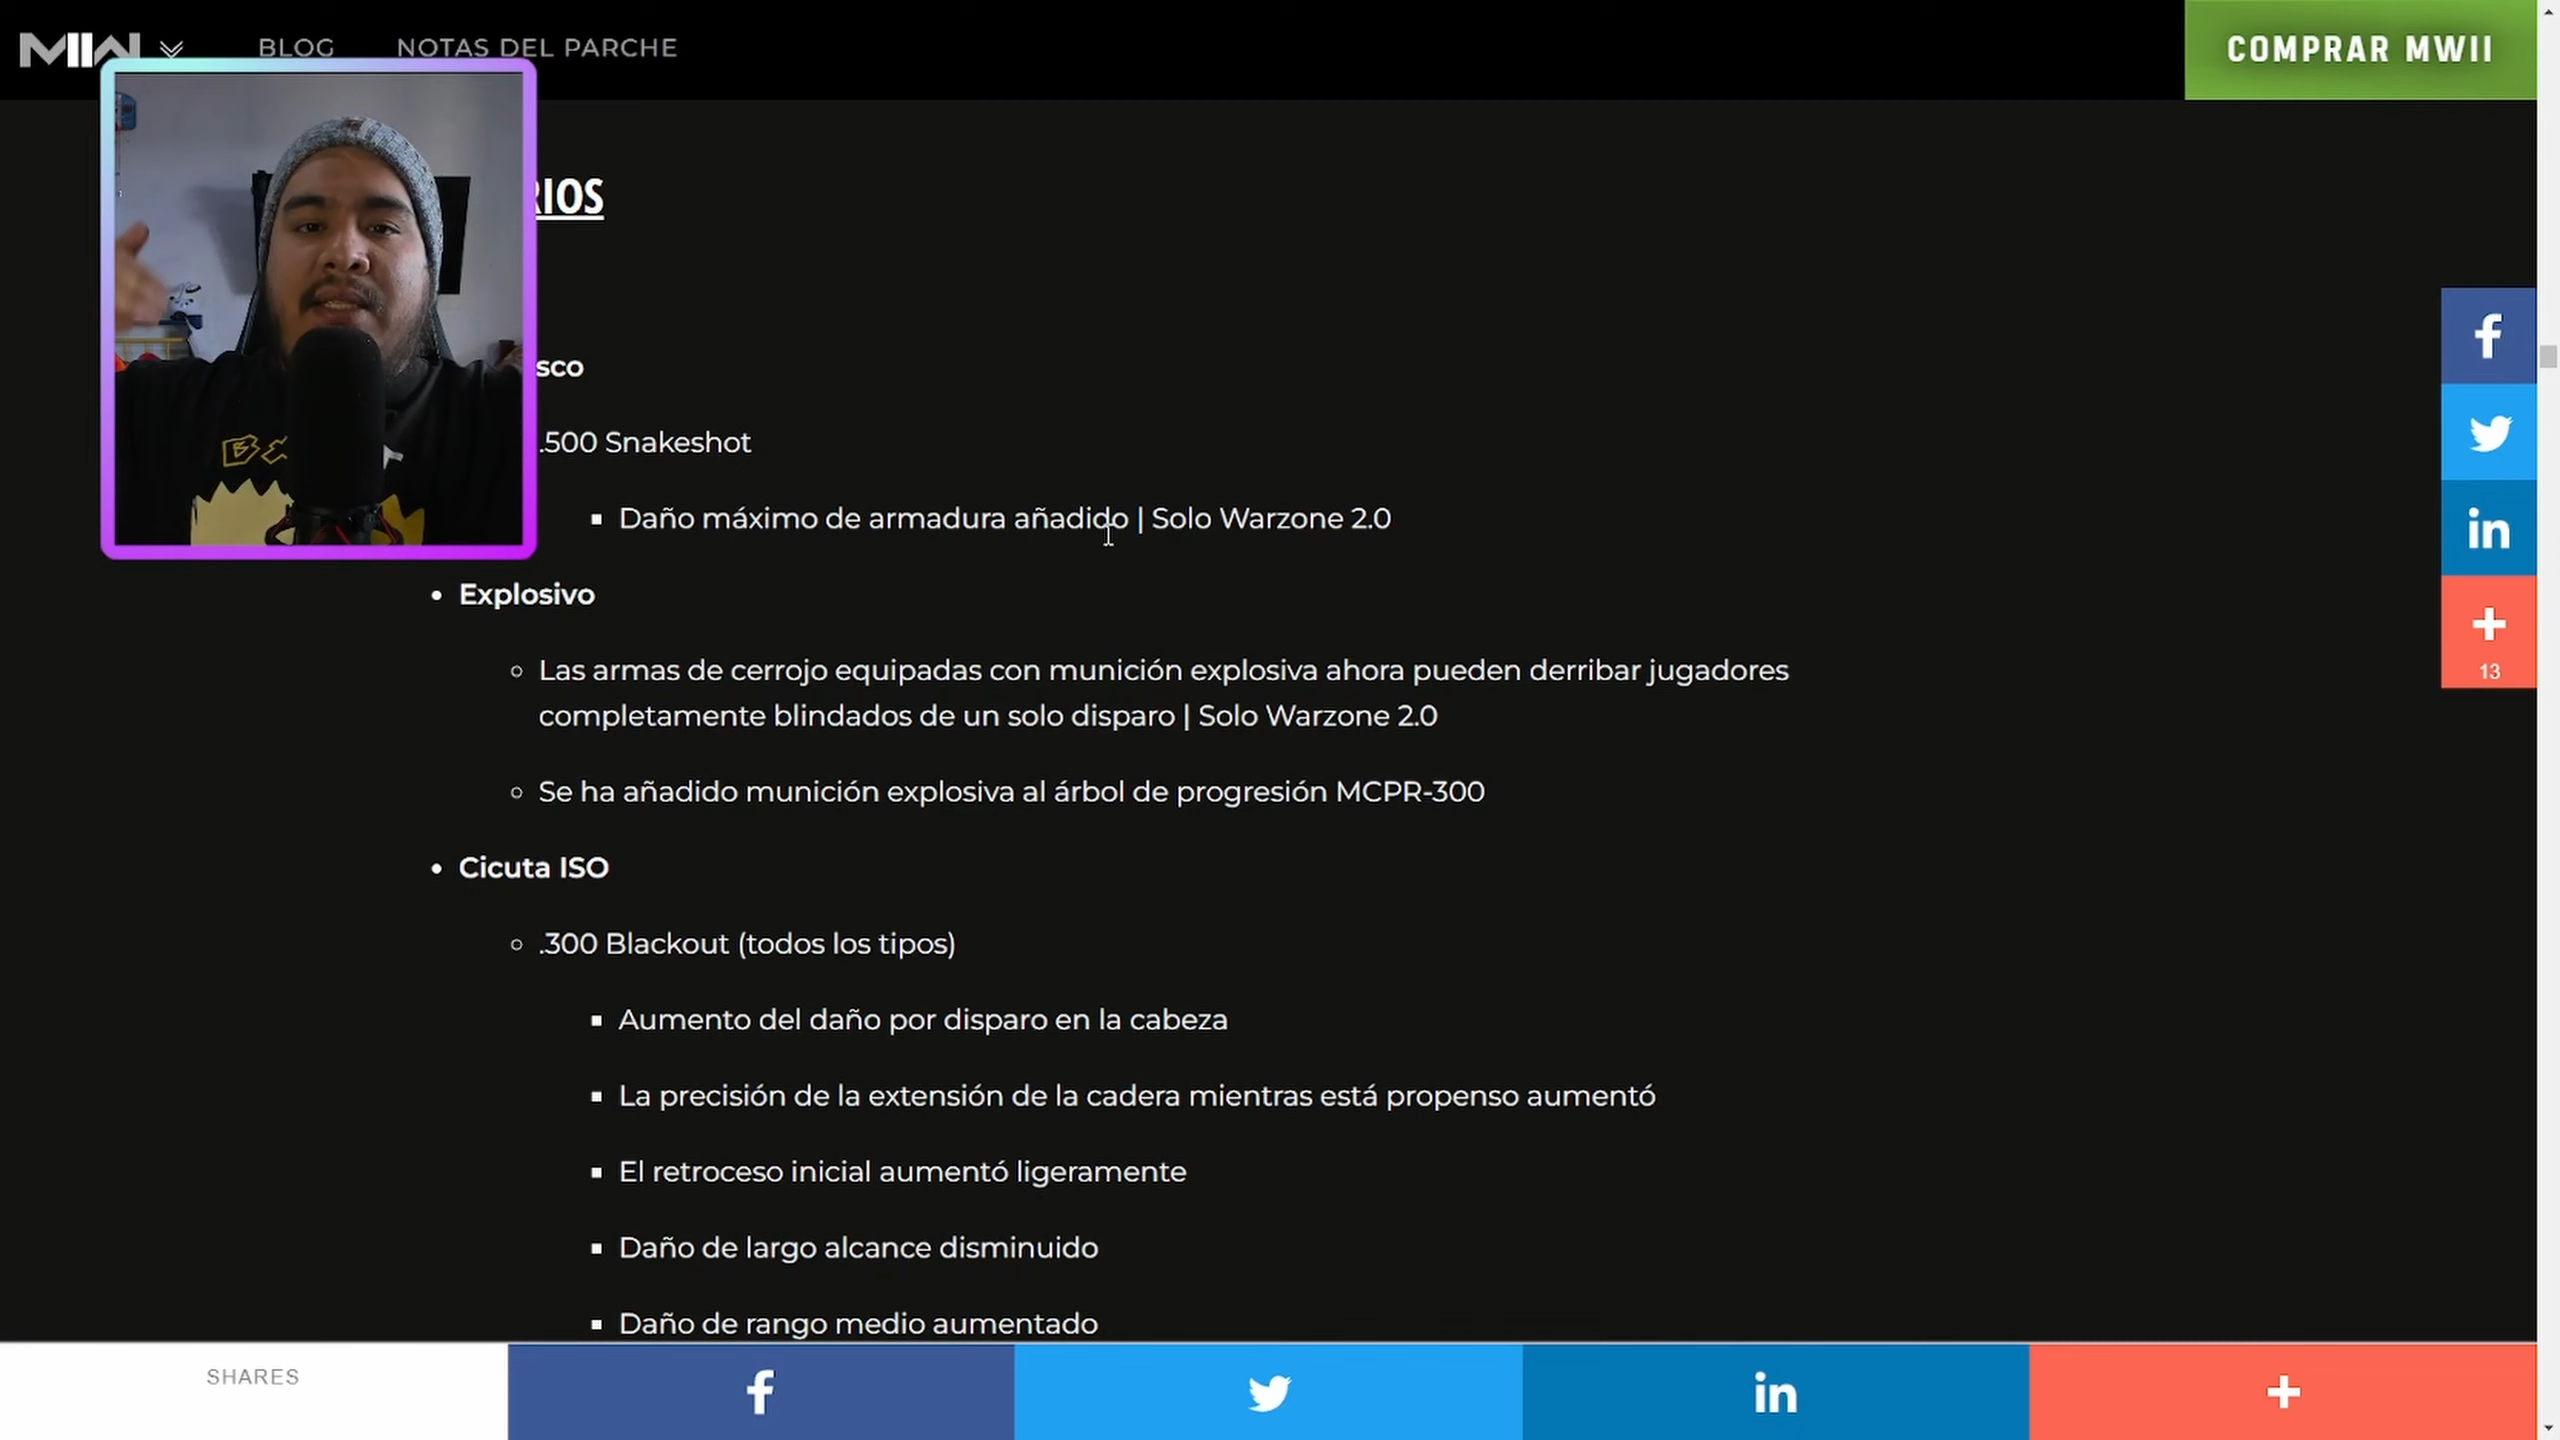 MWII
BLOG
NOTAS DEL PARCHE
COMPRAR MWII
RIOS
sco
.500 Snakeshot
▪ Daño máximo de armadura añadido | Solo Warzone 2.0
• Explosivo
○ Las armas de cerrojo equipadas con munición explosiva ahora pueden derribar jugadores
completamente blindados de un solo disparo | Solo Warzone 2.0
○ Se ha añadido munición explosiva al árbol de progresión MCPR-300
• Cicuta ISO
○ .300 Blackout (todos los tipos)
▪ Aumento del daño por disparo en la cabeza
▪ La precisión de la extensión de la cadera mientras está propenso aumentó
▪ El retroceso inicial aumentó ligeramente
▪ Daño de largo alcance disminuido
▪ Daño de rango medio aumentado
13
SHARES